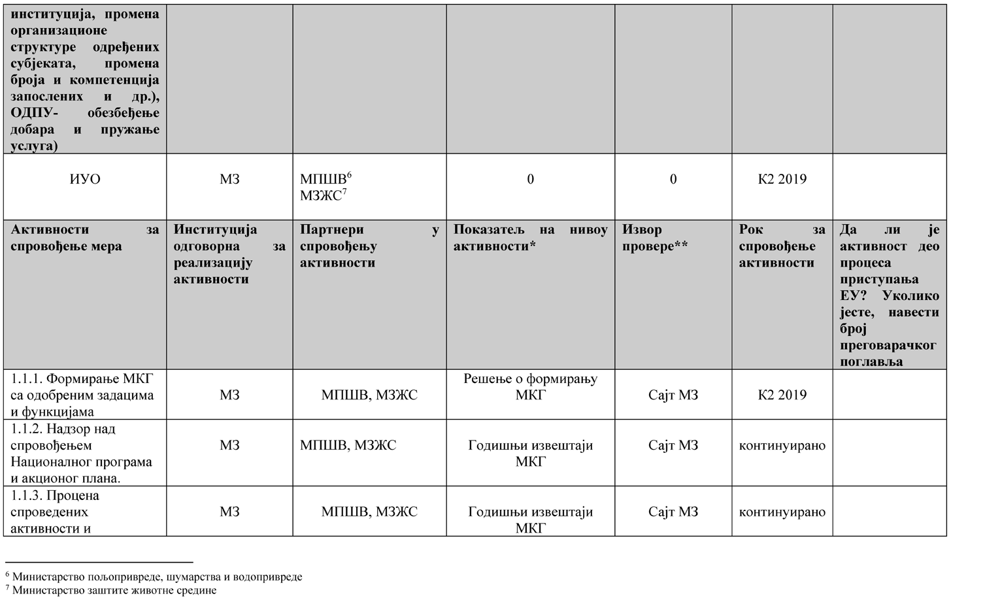 институција, промена
организационе
структуре одређених
субјеката, промена
броја и компетенција
запослених и др.),
ОДПУ- обезбеђење
добара и пружање
услуга)
ИУО
МЗ
МПШВ6
МЗЖС7
0
0
К2 2019
Активности за
спровођење мера
Институција
одговорна за
реализацију
активности
Партнери у
спровођењу
активности
Показатељ на нивоу
активности*
Извор
провере**
Рок за
спровођење
активности
Да ли је
активност део
процеса
приступања
ЕУ? Уколико
јесте, навести
број
преговарачког
поглавља
1.1.1. Формирање МКГ
са одобреним задацима
и функцијама
МЗ
МПШВ, МЗЖС
Решење о формирању
МКГ
Сајт МЗ
К2 2019
1.1.2. Надзор над
спровођењем
Националног програма
и акционог плана.
МЗ
МПШВ, МЗЖС
Годишњи извештаји
МКГ
Сајт МЗ
континуирано
1.1.3. Процена
спроведених
активности и
МЗ
МПШВ, МЗЖС
Годишњи извештаји
МКГ
Сајт МЗ
континуирано
6 Министарство пољопривреде, шумарства и водопривреде
7 Министарство заштите животне средине